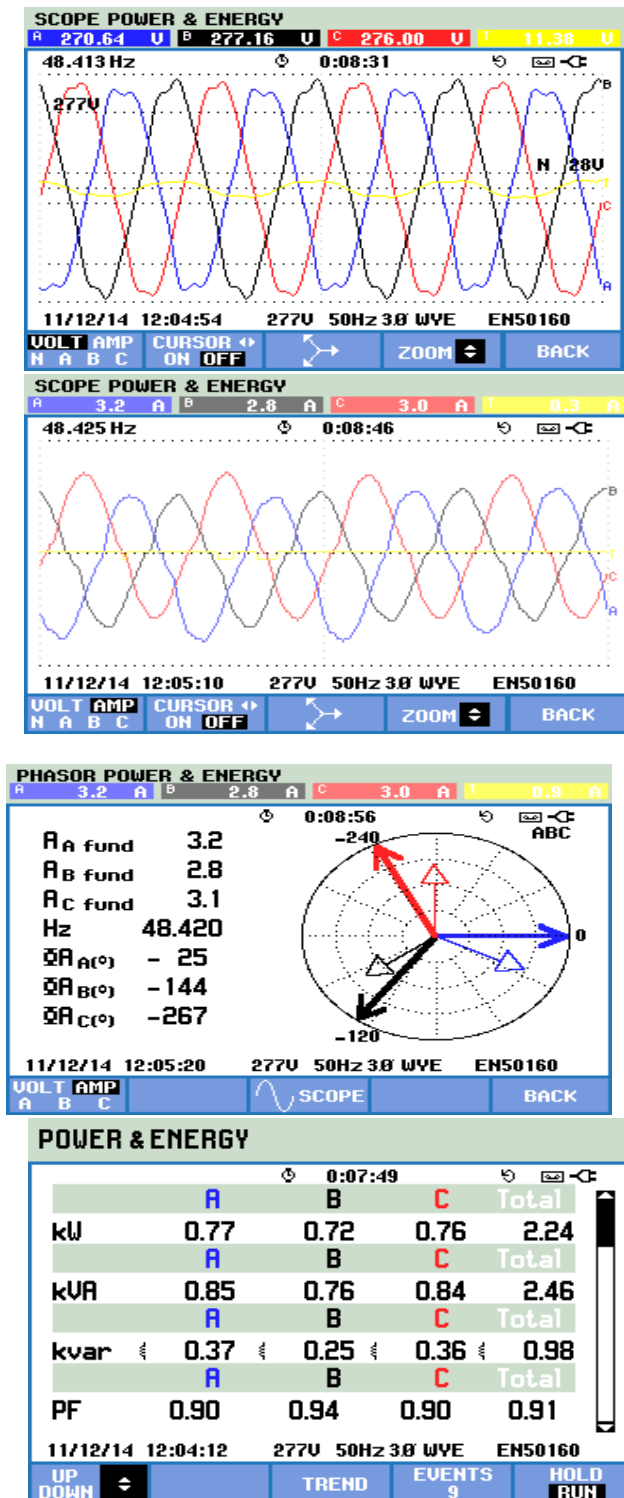 SCOPE POWER & ENERGY
A 270.64 V B 277.16 V C 276.00 V T 11.38 V
48.413 Hz 0:08:31
B
277V
N 28V
T
C
A
11/12/14 12:04:54 277V 50Hz 3Ø WYE EN50160
VOLT AMP CURSOR ZOOM BACK
N A B C ON OFF
SCOPE POWER & ENERGY
A 3.2 A B 2.8 A C 3.0 A T 0.9 A
48.425 Hz 0:08:46
B
T
C
A
11/12/14 12:05:10 277V 50Hz 3Ø WYE EN50160
VOLT AMP CURSOR ZOOM BACK
N A B C ON OFF
PHASOR POWER & ENERGY
A 3.2 A B 2.8 A C 3.0 A T 0.9 A
0:08:56
-240 ABC
A A fund 3.2
A B fund 2.8
A C fund 3.1
Hz 48.420 0
ΦA A(°) - 25
ΦA B(°) -144
ΦA C(°) -267
-120
11/12/14 12:05:20 277V 50Hz 3Ø WYE EN50160
VOLT AMP SCOPE BACK
A B C
POWER & ENERGY
0:07:49
A B C Total
kW 0.77 0.72 0.76 2.24
A B C Total
kVA 0.85 0.76 0.84 2.46
A B C Total
kvar 0.37 0.25 0.36 0.98
A B C Total
PF 0.90 0.94 0.90 0.91
11/12/14 12:04:12 277V 50Hz 3Ø WYE EN50160
UP DOWN TREND EVENTS 9 HOLD RUN